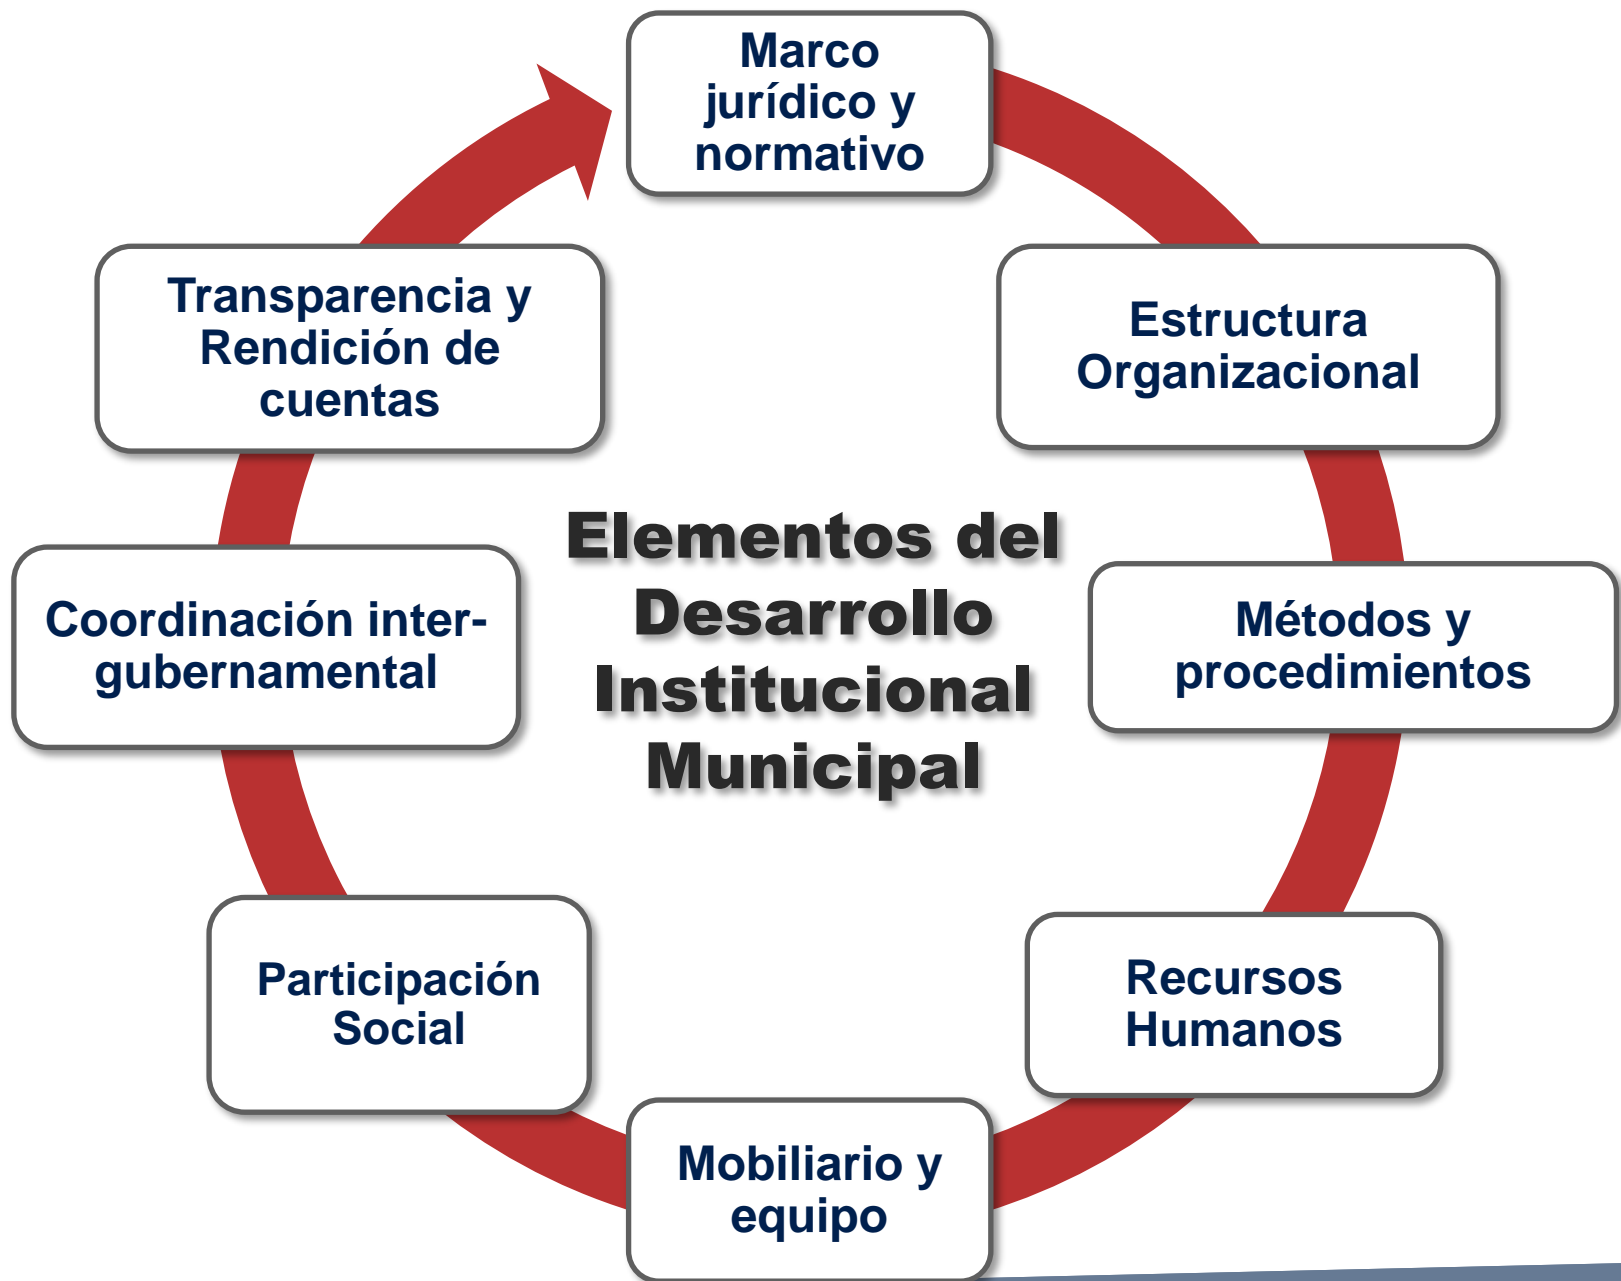 Marco
jurídico y
normativo
Estructura
Organizacional
Métodos y
procedimientos
Recursos
Humanos
Mobiliario y
equipo
Participación
Social
Coordinación inter-
gubernamental
Transparencia y
Rendición de
cuentas
Elementos del
Desarrollo
Institucional
Municipal